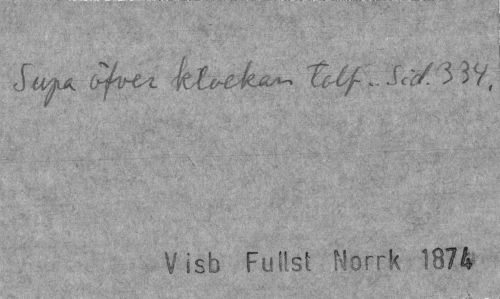 Supa öfver klockan tolf.. Sid. 334.
Visb Fullst Norrk 1874